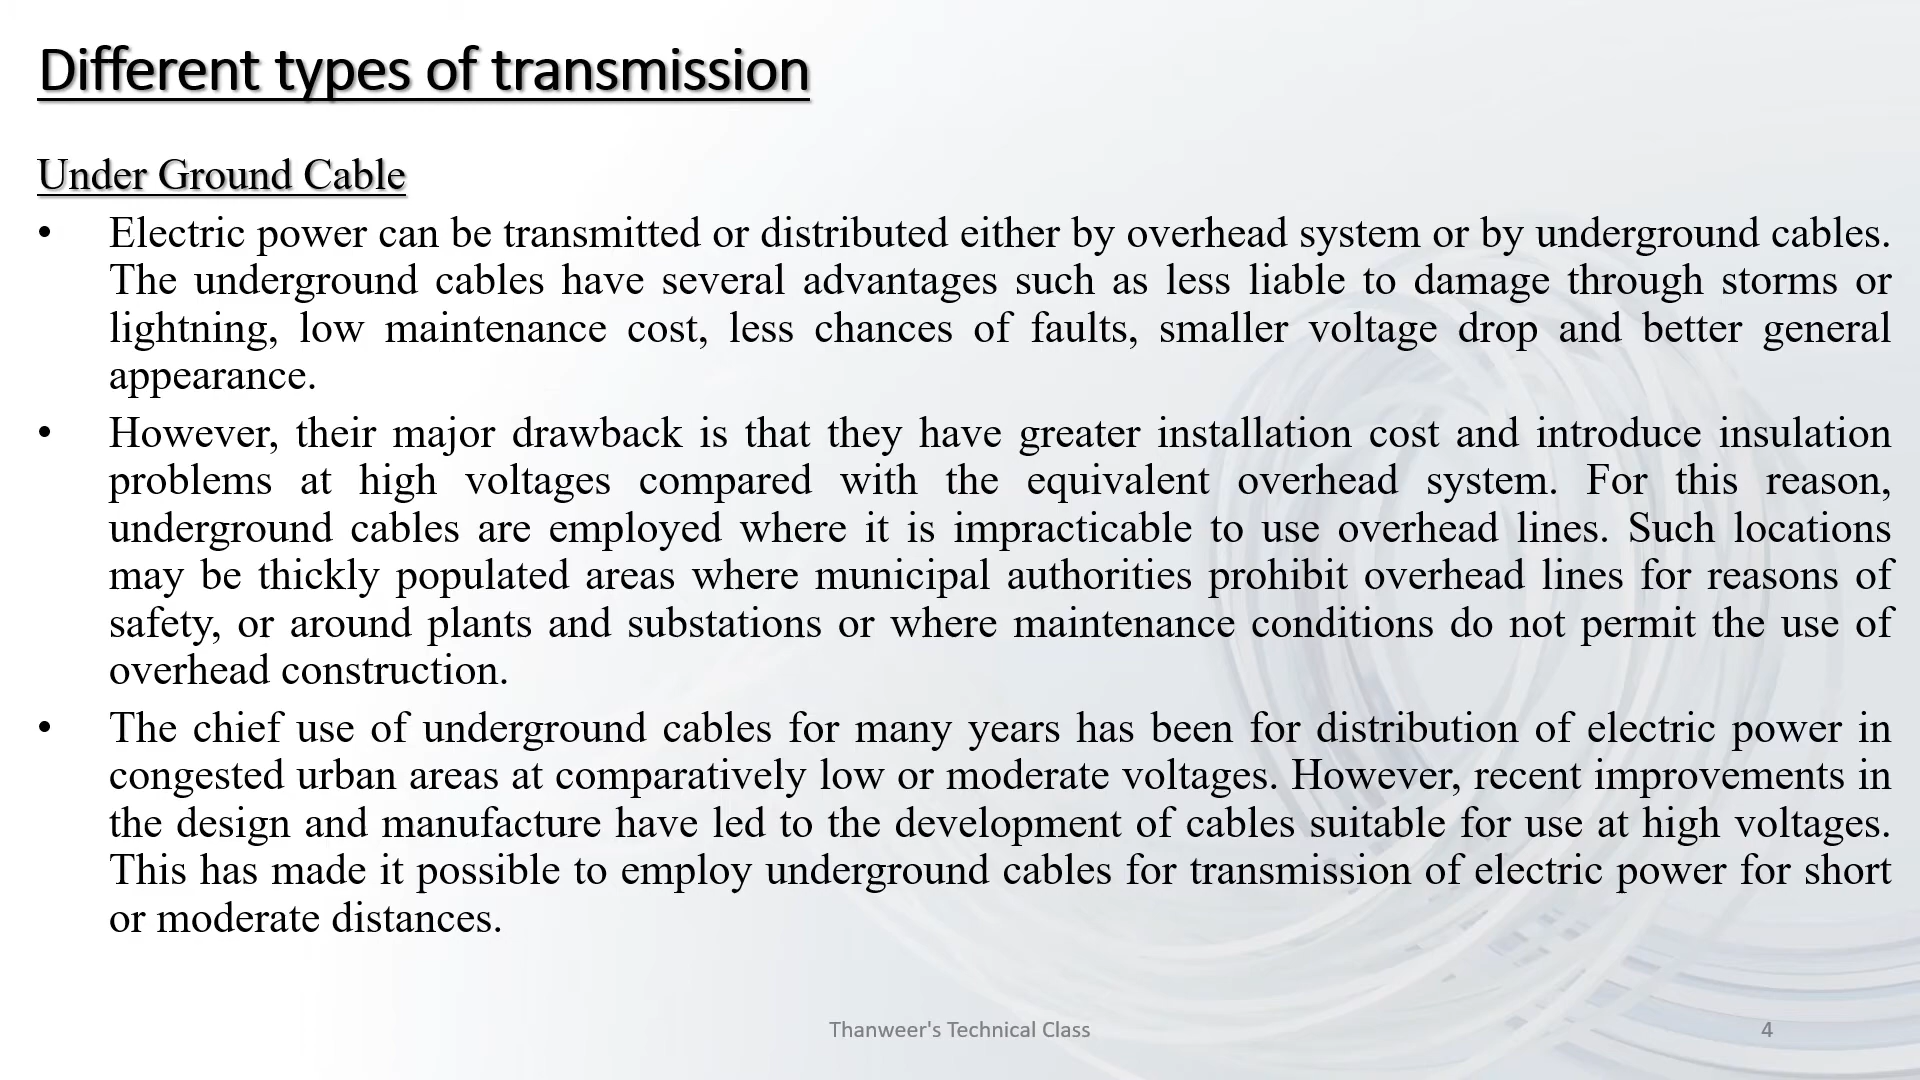 Different types of transmission
Under Ground Cable
• Electric power can be transmitted or distributed either by overhead system or by underground cables.
The underground cables have several advantages such as less liable to damage through storms or
lightning, low maintenance cost, less chances of faults, smaller voltage drop and better general
appearance.
• However, their major drawback is that they have greater installation cost and introduce insulation
problems at high voltages compared with the equivalent overhead system. For this reason,
underground cables are employed where it is impracticable to use overhead lines. Such locations
may be thickly populated areas where municipal authorities prohibit overhead lines for reasons of
safety, or around plants and substations or where maintenance conditions do not permit the use of
overhead construction.
• The chief use of underground cables for many years has been for distribution of electric power in
congested urban areas at comparatively low or moderate voltages. However, recent improvements in
the design and manufacture have led to the development of cables suitable for use at high voltages.
This has made it possible to employ underground cables for transmission of electric power for short
or moderate distances.
Thanweer's Technical Class
4